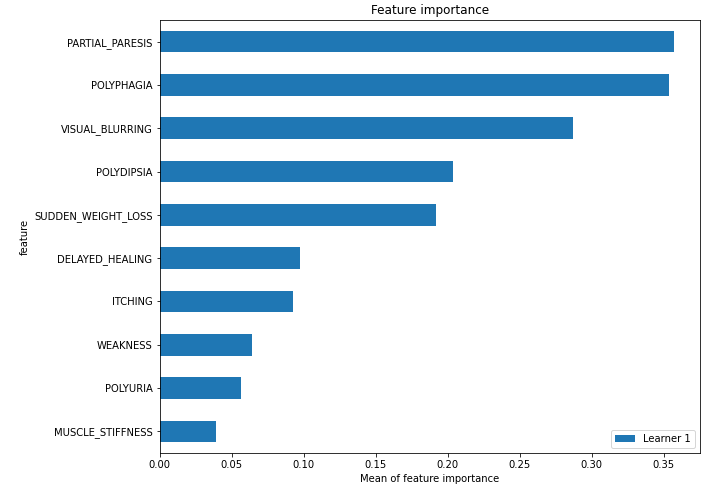 Feature importance
PARTIAL_PARESIS
POLYPHAGIA
VISUAL_BLURRING
POLYDIPSIA
SUDDEN_WEIGHT_LOSS
DELAYED_HEALING
ITCHING
WEAKNESS
POLYURIA
MUSCLE_STIFFNESS
feature
Learner 1
0.00 0.05 0.10 0.15 0.20 0.25 0.30 0.35
Mean of feature importance